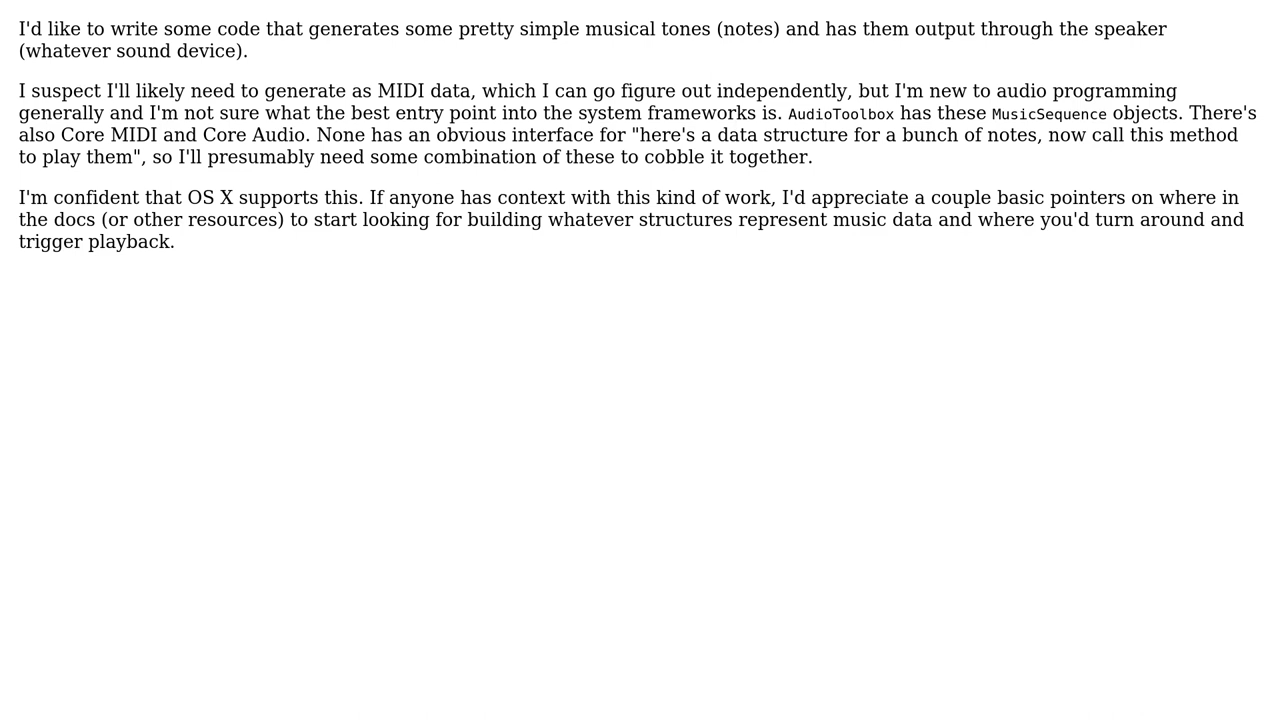 I'd like to write some code that generates some pretty simple musical tones (notes) and has them output through the speaker
(whatever sound device).
I suspect I'll likely need to generate as MIDI data, which I can go figure out independently, but I'm new to audio programming
generally and I'm not sure what the best entry point into the system frameworks is. AudioToolbox has these MusicSequence objects. There's
also Core MIDI and Core Audio. None has an obvious interface for "here's a data structure for a bunch of notes, now call this method
to play them", so I'll presumably need some combination of these to cobble it together.
I'm confident that OS X supports this. If anyone has context with this kind of work, I'd appreciate a couple basic pointers on where in
the docs (or other resources) to start looking for building whatever structures represent music data and where you'd turn around and
trigger playback.